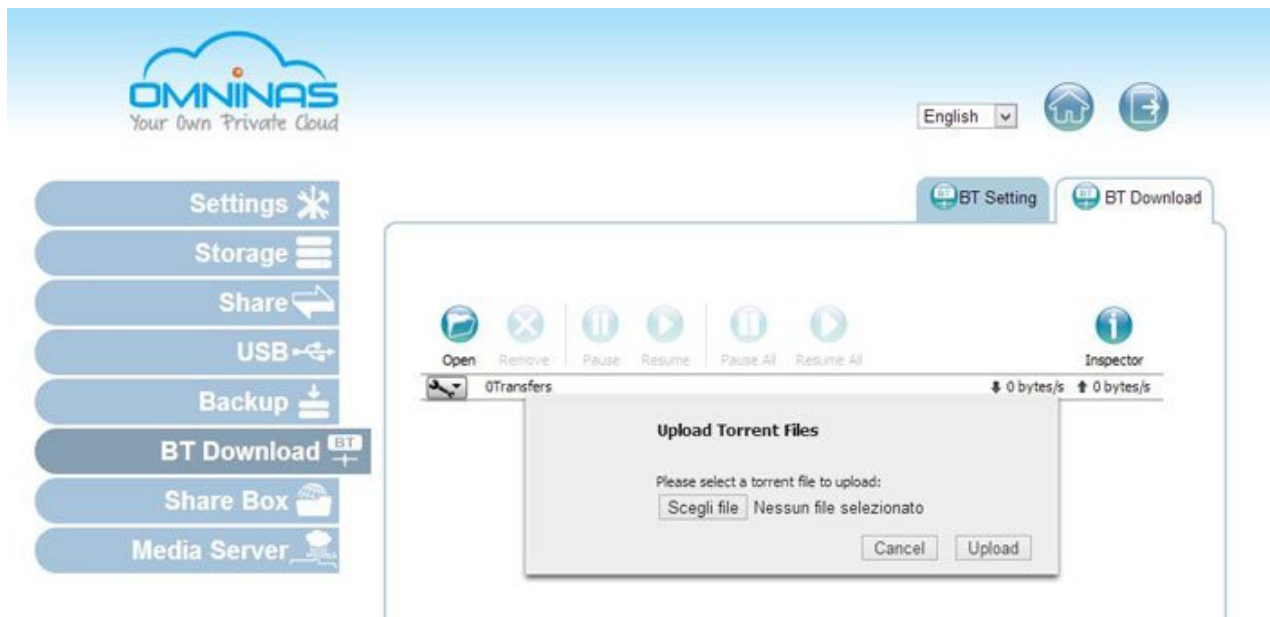 OMNINAS
Your Own Private Cloud
English
Settings
Storage
Share
USB
Backup
BT Download BT
Share Box
Media Server
BT Setting
BT Download
Open Remove Pause Resume Pause All Resume All Inspector
0Transfers 0 bytes/s 0 bytes/s
Upload Torrent Files
Please select a torrent file to upload:
Scegli file Nessun file selezionato
Cancel Upload